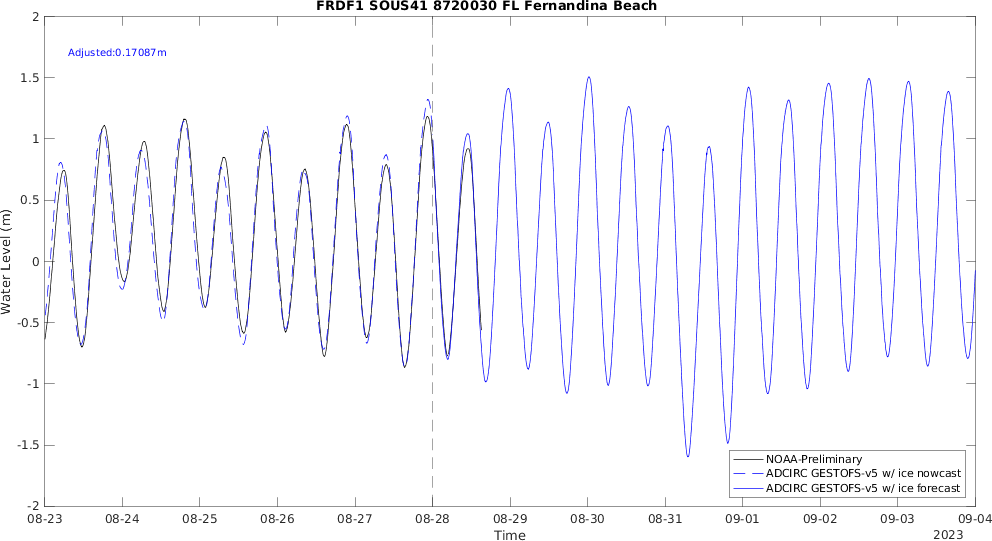 FRDF1 SOUS41 8720030 FL Fernandina Beach
Adjusted:0.17087m
2
1.5
1
0.5
0
-0.5
-1
-1.5
-2
Water Level (m)
NOAA-Preliminary
ADCIRC GESTOFS-v5 w/ ice nowcast
ADCIRC GESTOFS-v5 w/ ice forecast
08-23 08-24 08-25 08-26 08-27 08-28 08-29 08-30 08-31 09-01 09-02 09-03 09-04
Time
2023